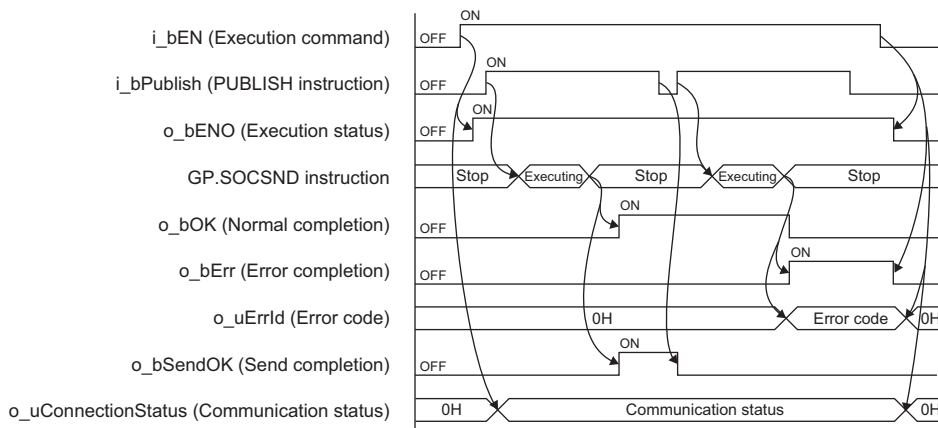 ON
i_bEN (Execution command) OFF
ON
i_bPublish (PUBLISH instruction) OFF
ON
o_bENO (Execution status) OFF
GP.SOCSND instruction Stop Executing Stop Executing Stop
ON
o_bOK (Normal completion) OFF
ON
o_bErr (Error completion) OFF
o_uErrId (Error code) 0H Error code 0H
ON
o_bSendOK (Send completion) OFF
o_uConnectionStatus (Communication status) 0H Communication status 0H